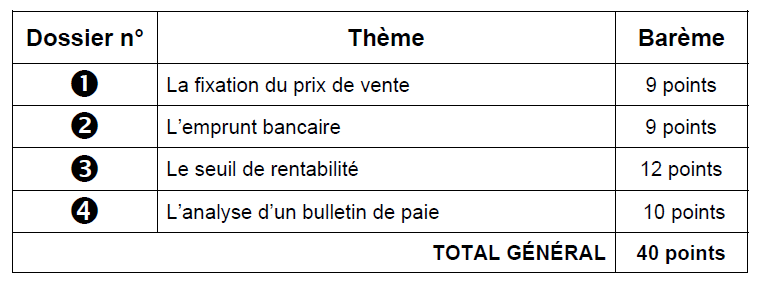 Dossier n° Thème Barème
❶ La fixation du prix de vente 9 points
❷ L'emprunt bancaire 9 points
❸ Le seuil de rentabilité 12 points
❹ L'analyse d'un bulletin de paie 10 points
TOTAL GÉNÉRAL 40 points